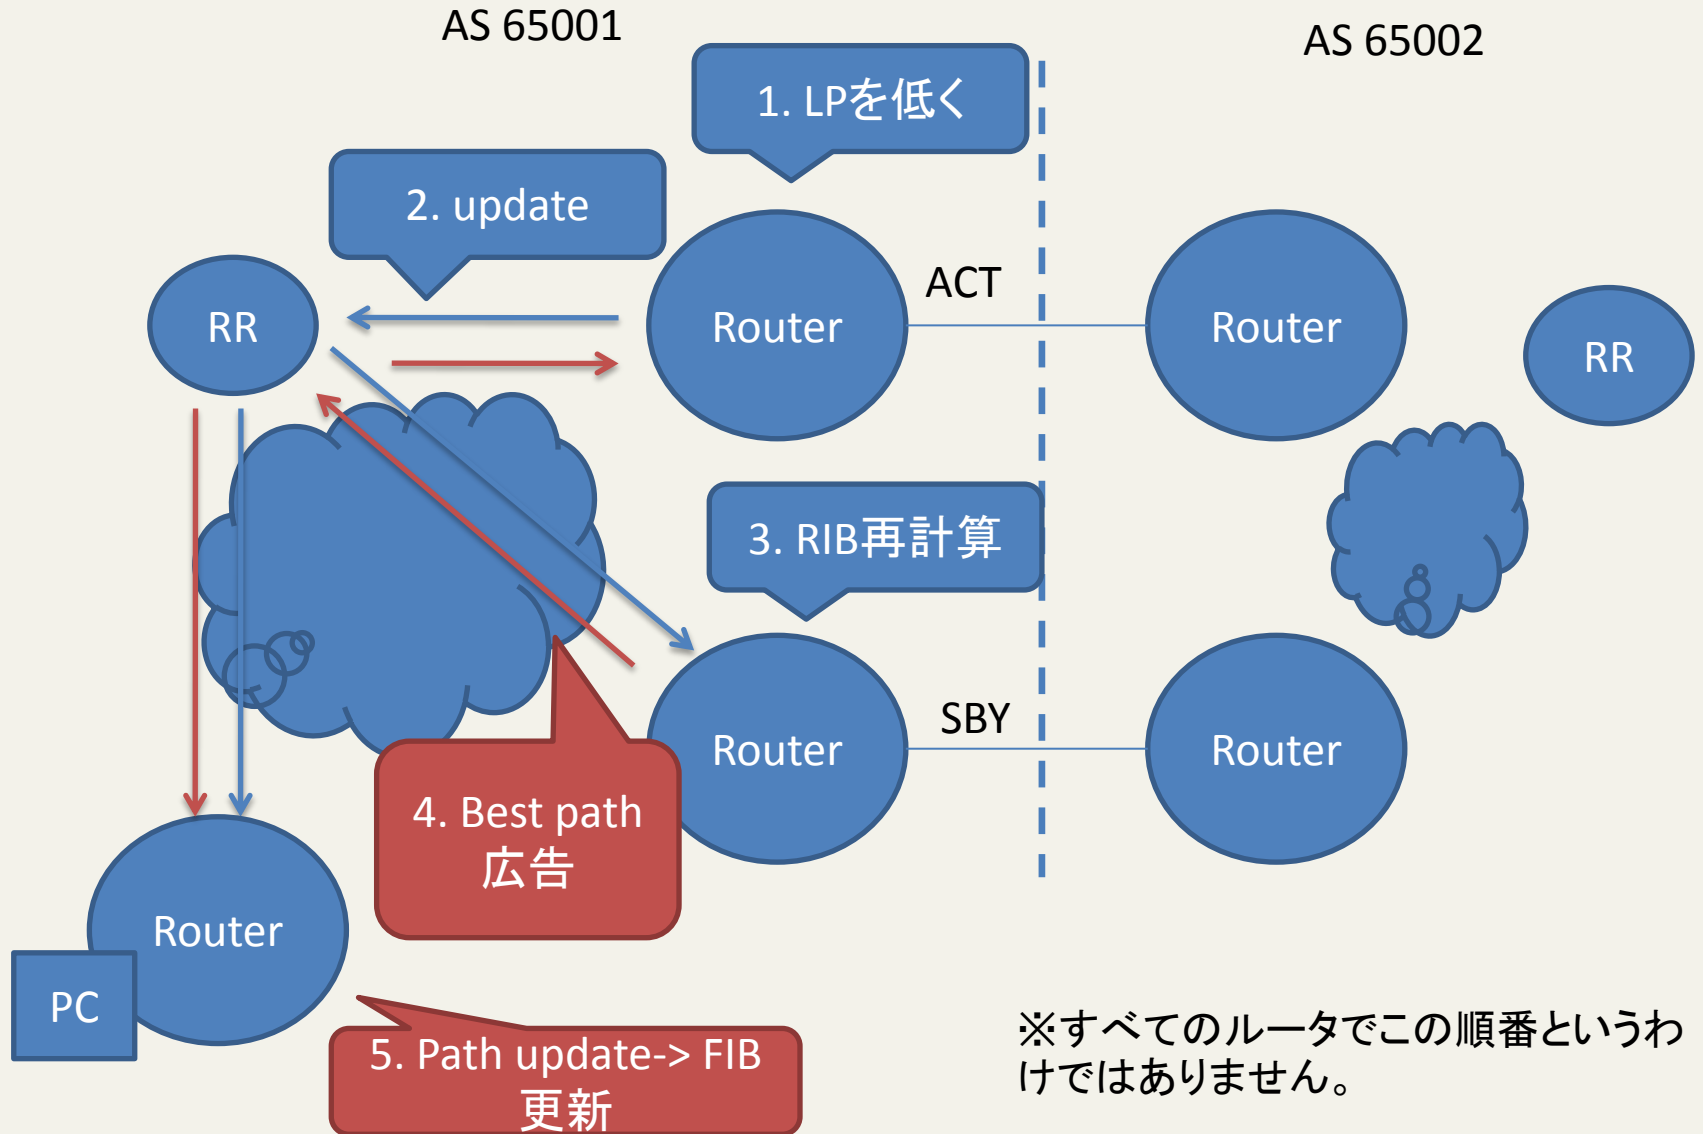 AS 65001
AS 65002
1. LPを低く
2. update
RR
Router
ACT
Router
RR
3. RIB再計算
Router
SBY
Router
4. Best path
広告
Router
PC
5. Path update-> FIB
更新
※すべてのルータでこの順番というわ
けではありません。